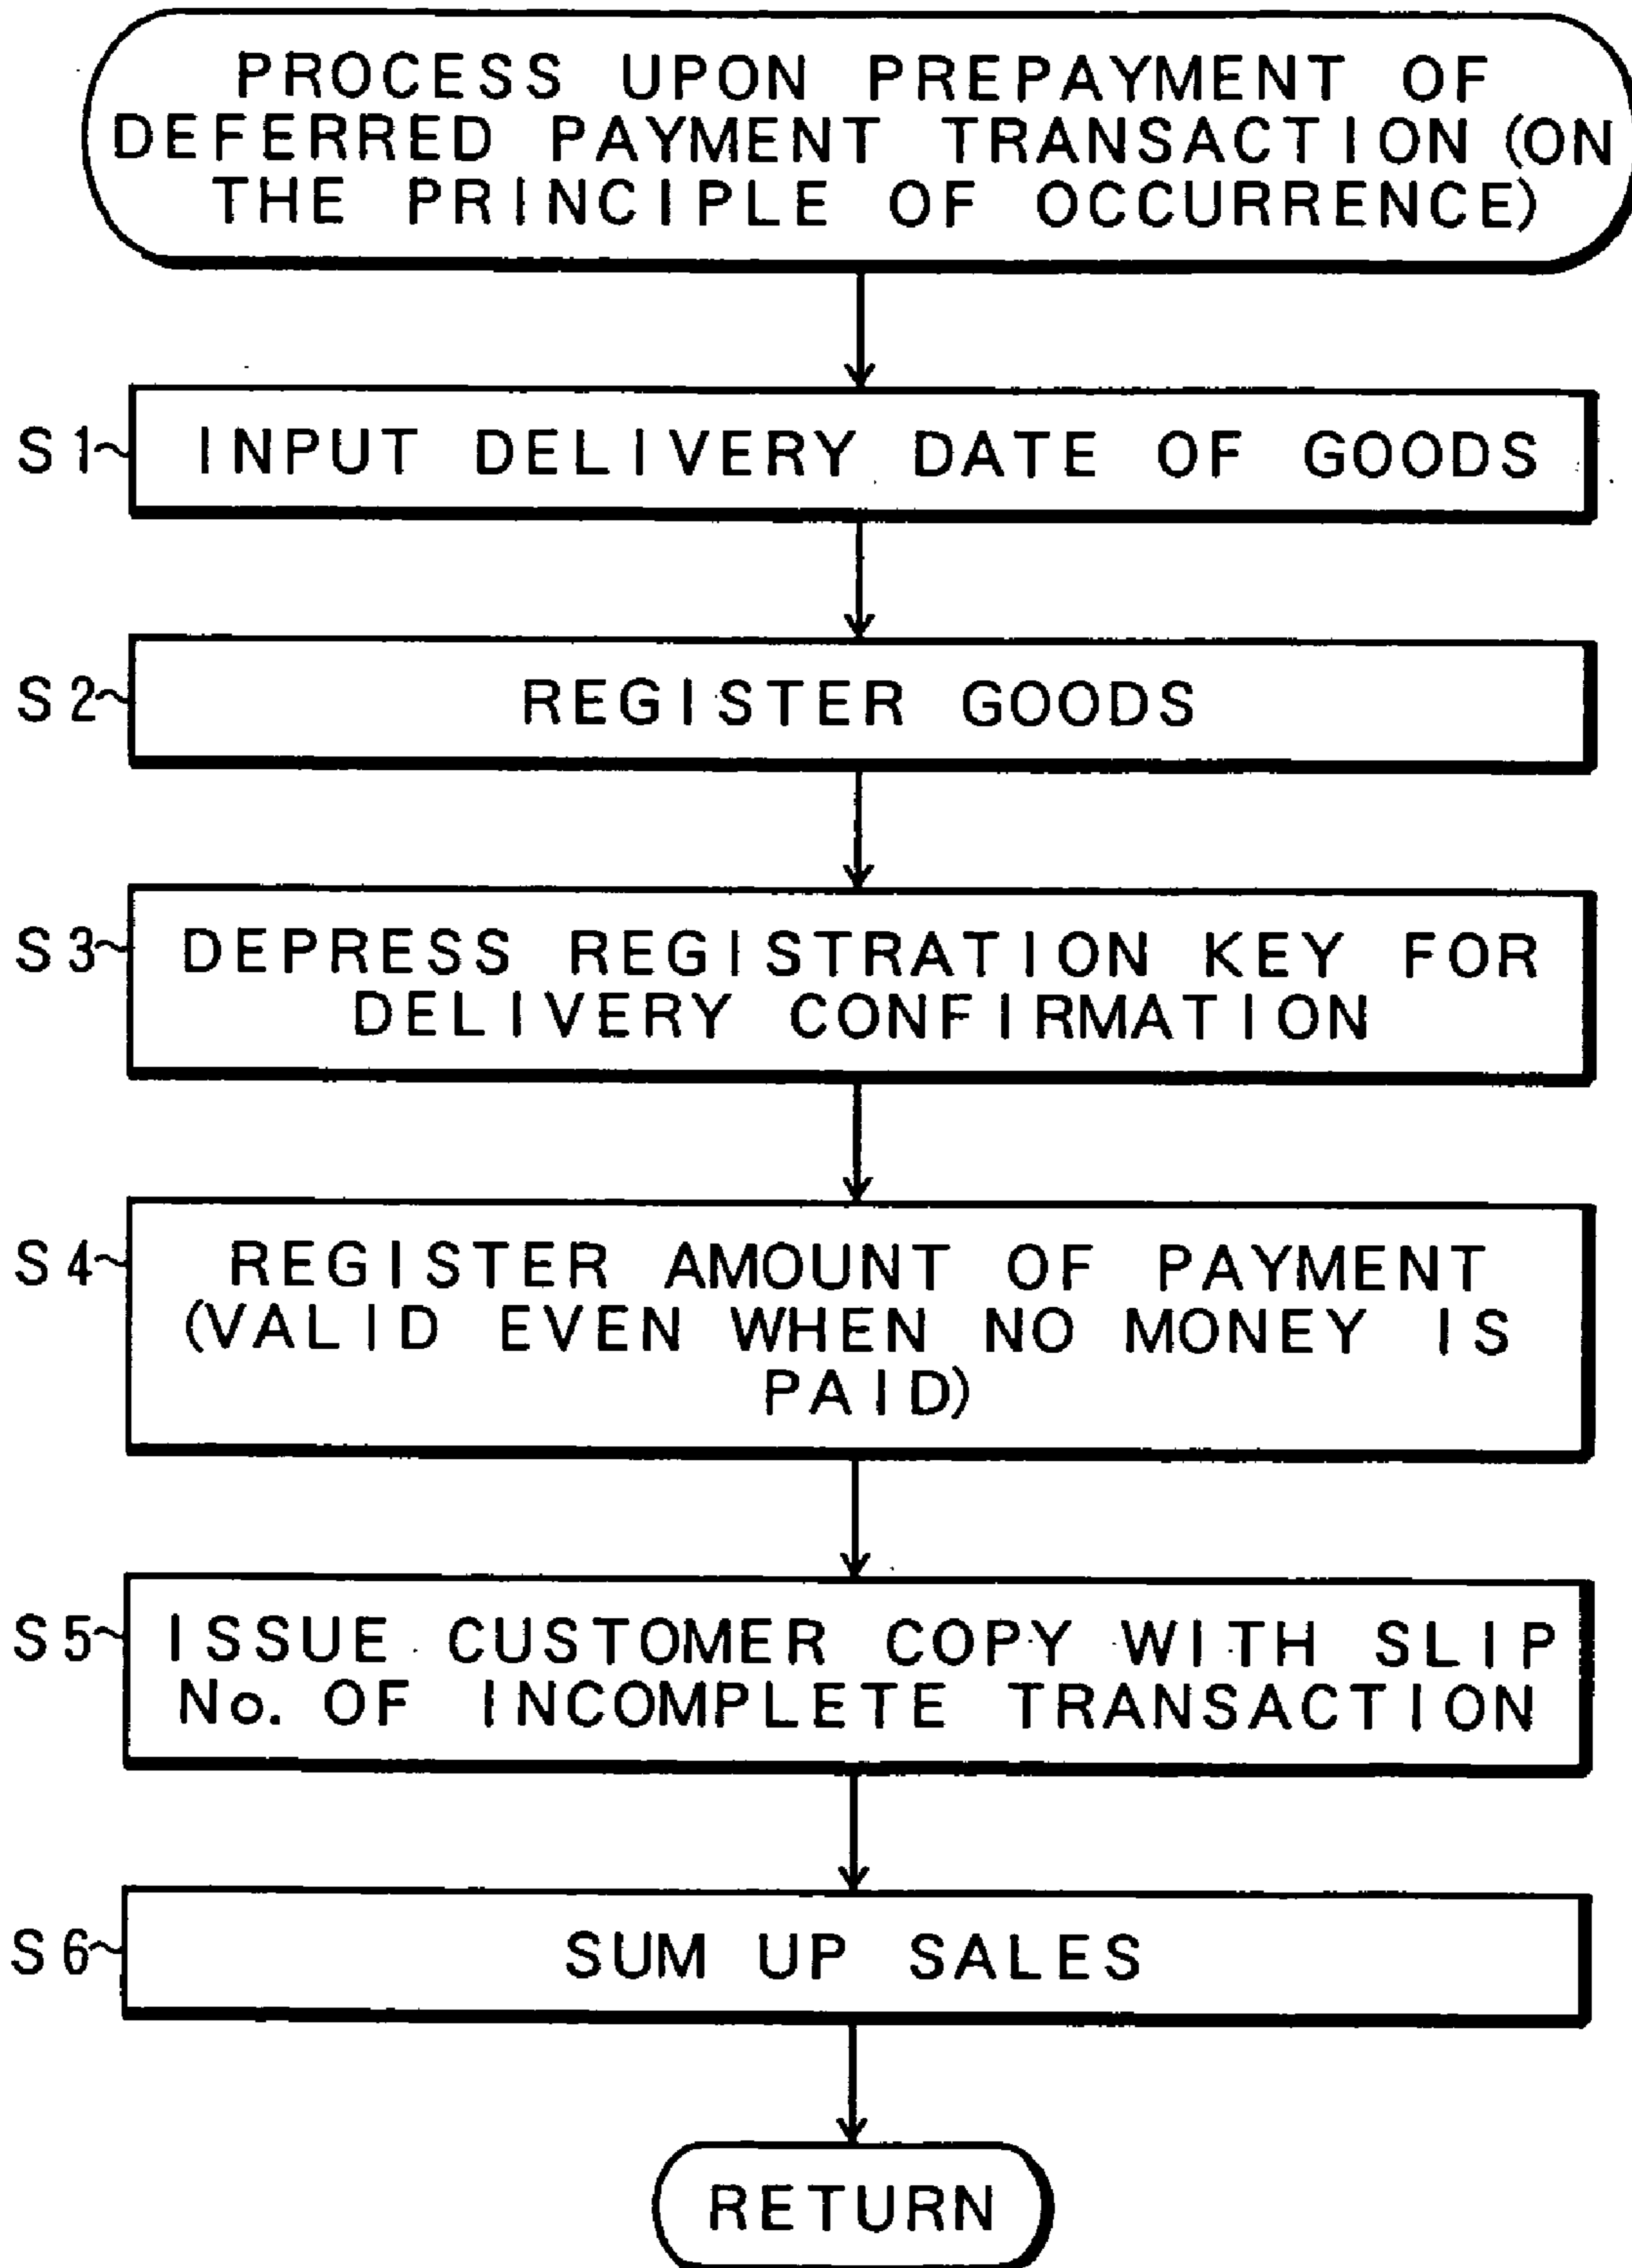 PROCESS UPON PREPAYMENT OF
DEFERRED PAYMENT TRANSACTION (ON
THE PRINCIPLE OF OCCURRENCE)
S1 INPUT DELIVERY DATE OF GOODS
S2 REGISTER GOODS
S3 DEPRESS REGISTRATION KEY FOR
DELIVERY CONFIRMATION
S4 REGISTER AMOUNT OF PAYMENT
(VALID EVEN WHEN NO MONEY IS
PAID)
S5 ISSUE CUSTOMER COPY WITH SLIP
No. OF INCOMPLETE TRANSACTION
S6 SUM UP SALES
RETURN